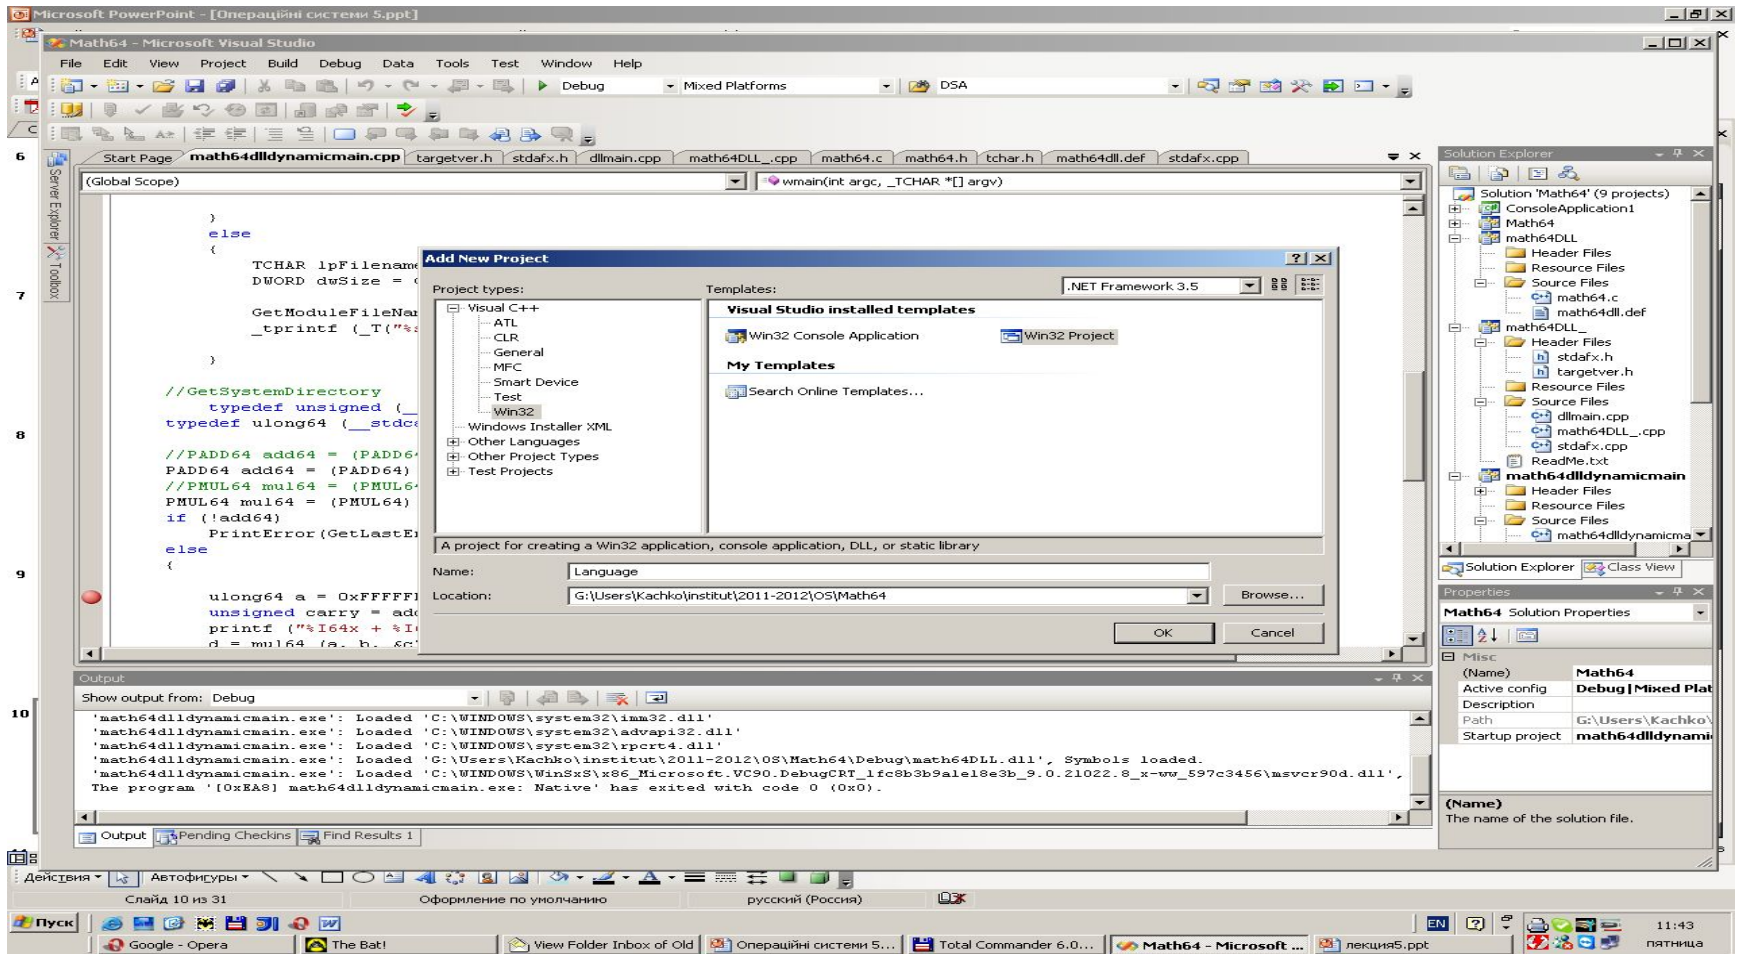 Microsoft PowerPoint - [Операційні системи 5.ppt]
Math64 - Microsoft Visual Studio
File Edit View Project Build Debug Data Tools Test Window Help
Debug Mixed Platforms DSA
Start Page math64dlldynamicmain.cpp targetver.h stdafx.h dllmain.cpp math64DLL_.cpp math64.c math64.h tchar.h math64dll.def stdafx.cpp
(Global Scope) wmain(int argc, _TCHAR *[] argv)
Server Explorer
Toolbox
6
7
8
9
10
}
else
{
TCHAR lpFilename
DWORD dwSize =
GetModuleFileNam
_tprintf (_T("%s
}
//GetSystemDirectory
typedef unsigned (_
typedef ulong64 (__stdca
//PADD64 add64 = (PADD64
PADD64 add64 = (PADD64)
//PMUL64 mul64 = (PMUL64
PMUL64 mul64 = (PMUL64)
if (!add64)
PrintError(GetLastEr
else
{
ulong64 a = 0xFFFFF
unsigned carry = add
printf ("%I64x + %I
d = mul64 (a, b, &c
Add New Project
Project types: Templates: .NET Framework 3.5
Visual C++
ATL
CLR
General
MFC
Smart Device
Test
Win32
Windows Installer XML
Other Languages
Other Project Types
Test Projects
Visual Studio installed templates
Win32 Console Application Win32 Project
My Templates
Search Online Templates...
A project for creating a Win32 application, console application, DLL, or static library
Name: Language
Location: G:\Users\Kachko\institut\2011-2012\OS\Math64 Browse...
OK Cancel
Solution Explorer
Solution 'Math64' (9 projects)
ConsoleApplication1
Math64
math64DLL
Header Files
Resource Files
Source Files
math64.c
math64dll.def
math64DLL_
Header Files
stdafx.h
targetver.h
Resource Files
Source Files
dllmain.cpp
math64DLL_.cpp
stdafx.cpp
ReadMe.txt
math64dlldynamicmain
Header Files
Resource Files
Source Files
math64dlldynamicma
Solution Explorer Class View
Properties
Math64 Solution Properties
Misc
(Name) Math64
Active config Debug|Mixed Plat
Description
Path G:\Users\Kachko\
Startup project math64dlldynami
(Name)
The name of the solution file.
Output
Show output from: Debug
'math64dlldynamicmain.exe': Loaded 'C:\WINDOWS\system32\imm32.dll'
'math64dlldynamicmain.exe': Loaded 'C:\WINDOWS\system32\advapi32.dll'
'math64dlldynamicmain.exe': Loaded 'C:\WINDOWS\system32\rpcrt4.dll'
'math64dlldynamicmain.exe': Loaded 'G:\Users\Kachko\institut\2011-2012\OS\Math64\Debug\math64DLL.dll', Symbols loaded.
'math64dlldynamicmain.exe': Loaded 'C:\WINDOWS\WinSxS\x86_Microsoft.VC90.DebugCRT_1fc8b3b9a1e18e3b_9.0.21022.8_x-ww_597c3456\msvcr90d.dll',
The program '[0xEA8] math64dlldynamicmain.exe: Native' has exited with code 0 (0x0).
Output Pending Checkins Find Results 1
Действия Автофигуры
Слайд 10 из 31 Оформление по умолчанию русский (Россия)
Пуск EN 11:43
Google - Opera The Bat! View Folder Inbox of Old Операційні системи 5... Total Commander 6.0... Math64 - Microsoft ... лекция5.ppt пятница